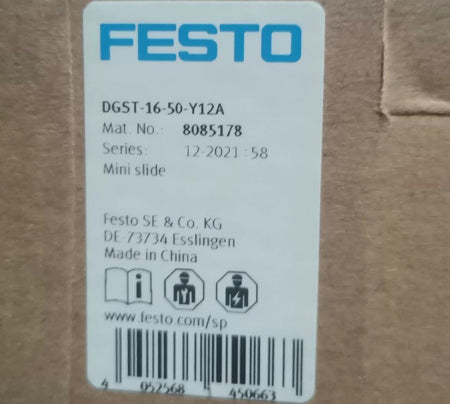 FESTO
DGST-16-50-Y12A
Mat. No.: 8085178
Series: 12-2021 : 58
Mini slide
Festo SE & Co. KG
DE-73734 Esslingen
Made in China
www.festo.com/sp
4 052568 450663